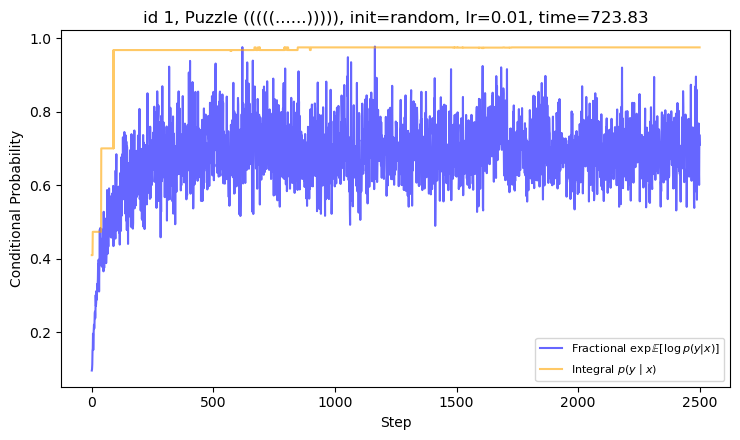 id 1, Puzzle (((((......))))), init=random, lr=0.01, time=723.83
Conditional Probability
1.0
0.8
0.6
0.4
0.2
0
500
1000
1500
2000
2500
Step
Fractional exp𝔼[log p(y|x)]
Integral p(y | x)